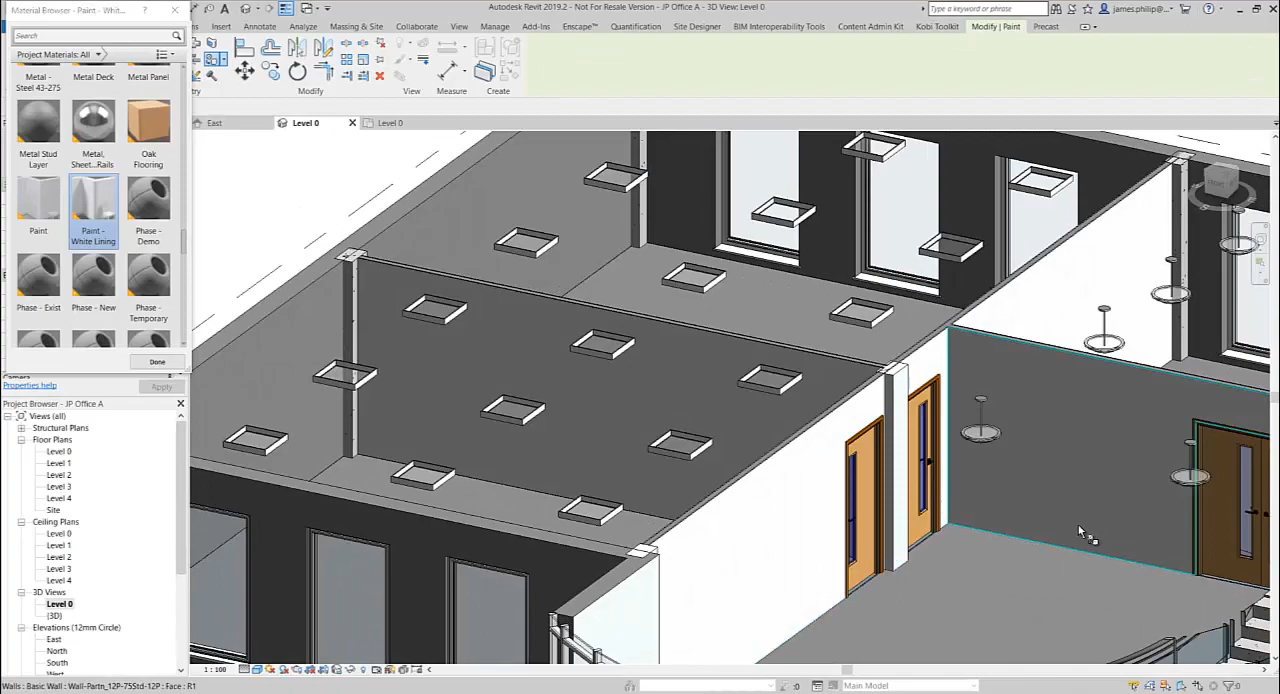 Material Browser - Paint - Whit... ? ×
Autodesk Revit 2019.2 - Not For Resale Version - JP Office A - 3D View: Level 0
Type a keyword or phrase
james.philip@...
Search
Insert Annotate Analyze Massing & Site Collaborate View Manage Add-Ins Enscape™ Quantification Site Designer BIM Interoperability Tools Content Admin Kit Kobi Toolkit Modify | Paint Precast
Project Materials: All
Metal - Steel 43-275
Metal Deck
Metal Panel
Modify
View
Measure
Create
East
Level 0
Level 0
Metal Stud Layer
Metal, Sheet...Rails
Oak Flooring
Paint
Paint - White Lining
Phase - Demo
Phase - Exist
Phase - New
Phase - Temporary
FRONT
Done
Properties help
Apply
Project Browser - JP Office A
Views (all)
Structural Plans
Floor Plans
Level 0
Level 1
Level 2
Level 3
Level 4
Site
Ceiling Plans
Level 0
Level 1
Level 2
Level 3
Level 4
3D Views
Level 0
{3D}
Elevations (12mm Circle)
East
North
South
West
1 : 100
Walls : Basic Wall : Wall-Partn_12P-75Std-12P : Face : R1
:0
Main Model
:0